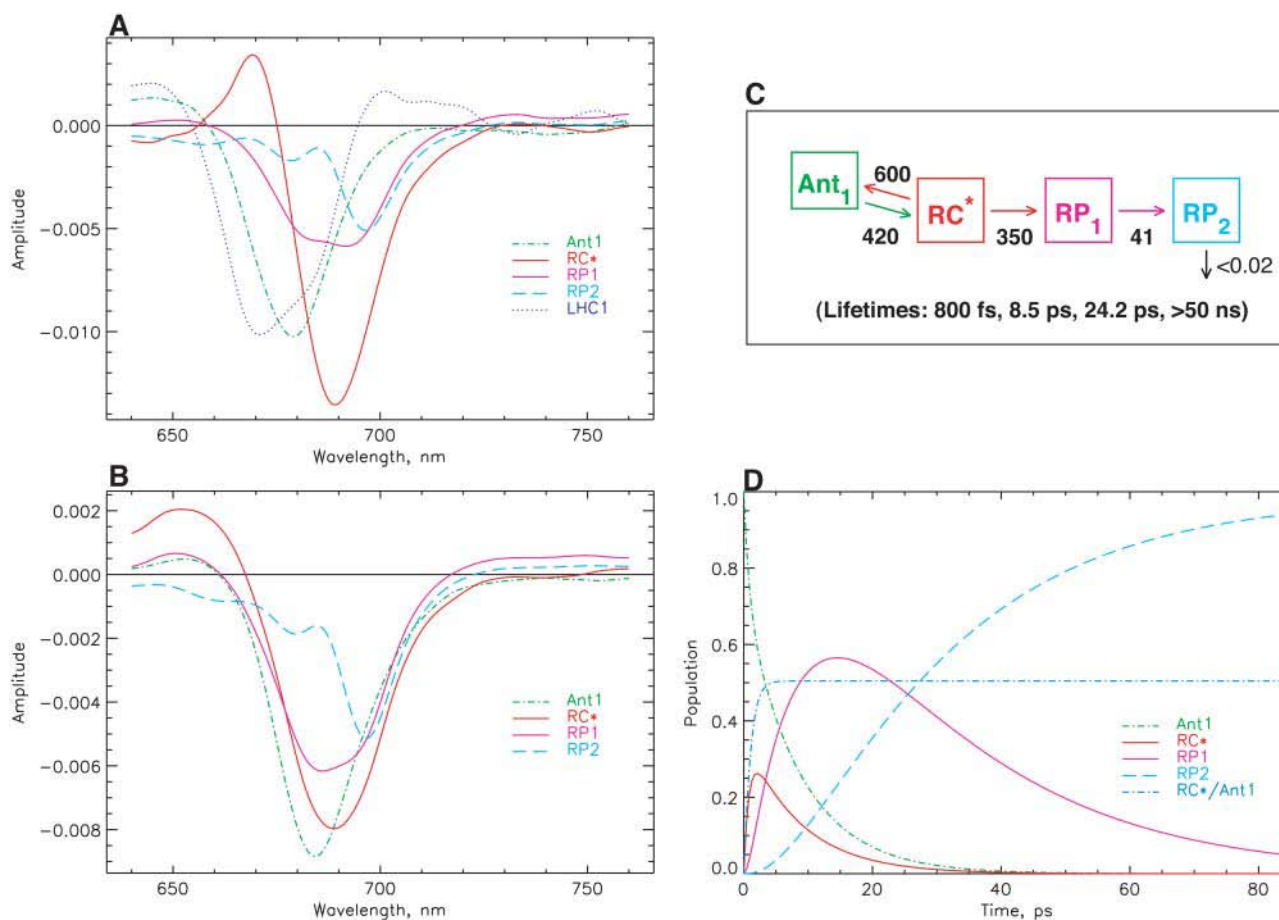 A
0.000
−0.005
−0.010
Amplitude
650
700
750
Wavelength, nm
Ant1
RC*
RP1
RP2
LHC1
B
0.002
0.000
−0.002
−0.004
−0.006
−0.008
Amplitude
650
700
750
Wavelength, nm
Ant1
RC*
RP1
RP2
C
Ant1
600
420
RC*
350
RP1
41
RP2
<0.02
(Lifetimes: 800 fs, 8.5 ps, 24.2 ps, >50 ns)
D
1.0
0.8
0.6
0.4
0.2
0.0
Population
0
20
40
60
80
Time, ps
Ant1
RC*
RP1
RP2
RC*/Ant1